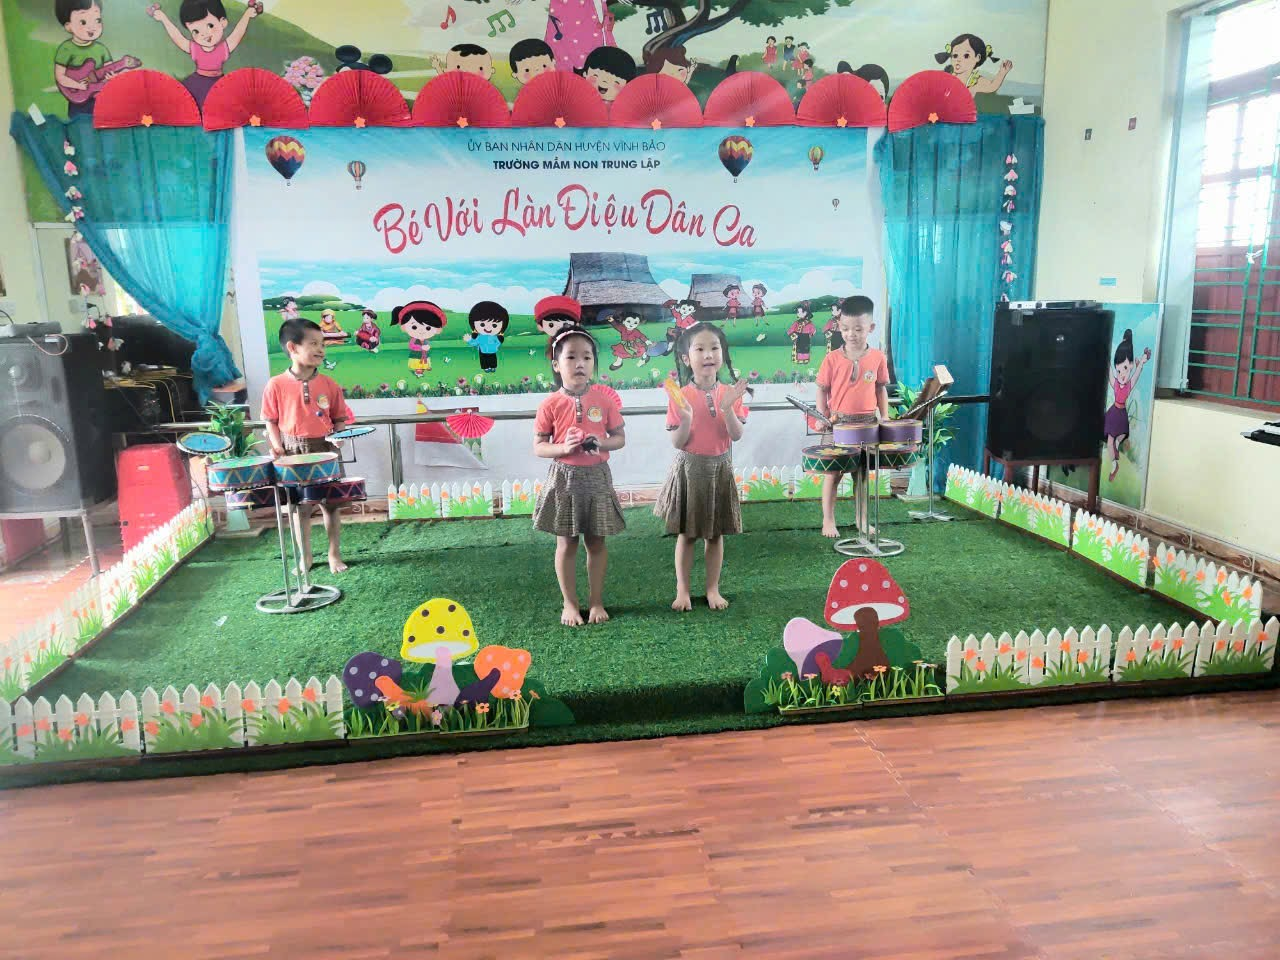 ỦY BAN NHÂN DÂN HUYỆN VĨNH BẢO
TRƯỜNG MẦM NON TRUNG LẬP
Bé Với Làn Điệu Dân Ca